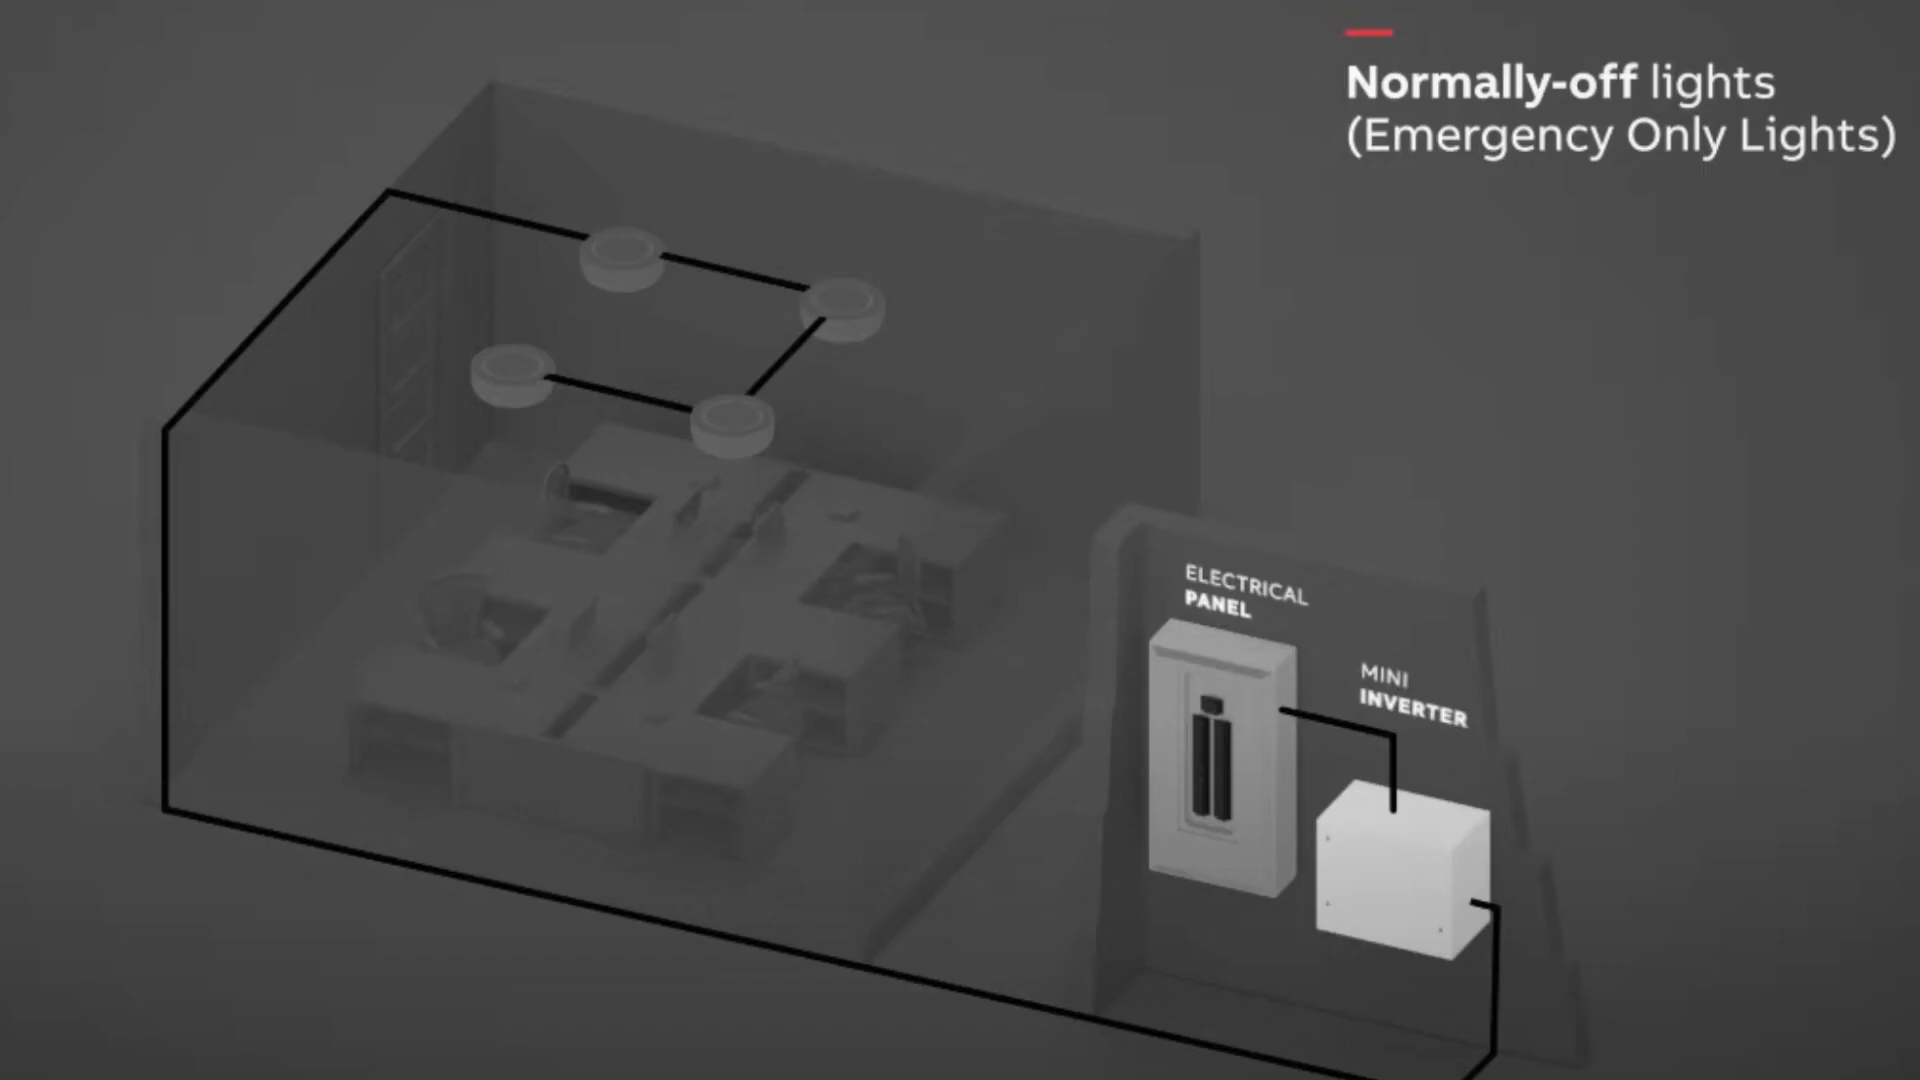 Normally-off lights
(Emergency Only Lights)
ELECTRICAL
PANEL
MINI
INVERTER